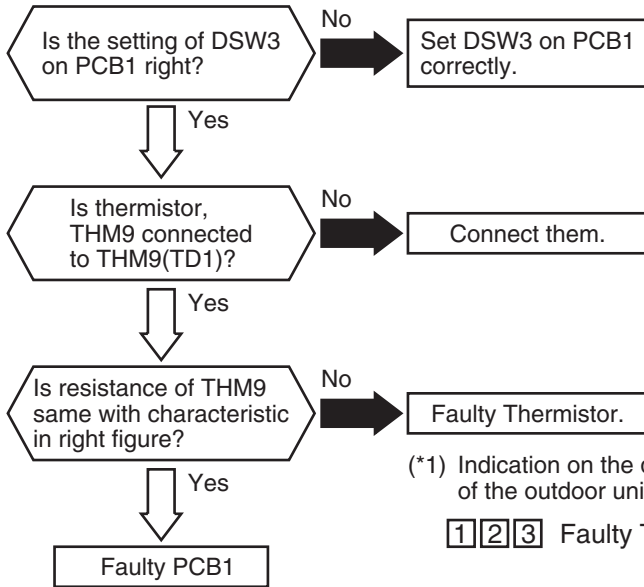 Is the setting of DSW3
on PCB1 right?
No
Set DSW3 on PCB1
correctly.
Yes
Is thermistor,
THM9 connected
to THM9(TD1)?
No
Connect them.
Yes
Is resistance of THM9
same with characteristic
in right figure?
No
Faulty Thermistor.
Yes
Faulty PCB1
(*1) Indication on the
of the outdoor
1 2 3 Faulty